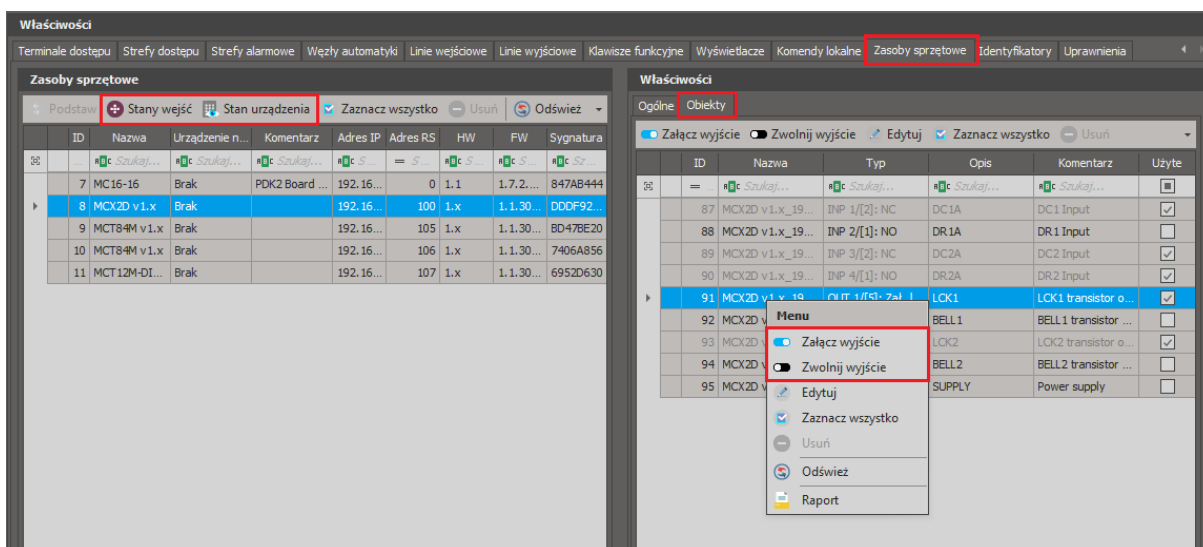 Właściwości
Terminale dostępu Strefy dostępu Strefy alarmowe Węzły automatyki Linie wejściowe Linie wyjściowe Klawisze funkcyjne Wyświetlacze Komendy lokalne Zasoby sprzętowe Identyfikatory Uprawnienia
Zasoby sprzętowe
Podstaw Stany wejść Stan urządzenia Zaznacz wszystko Usuń Odśwież
ID Nazwa Urządzenie n... Komentarz Adres IP Adres RS HW FW Sygnatura
... Szukaj... Szukaj... Szukaj... S... = S... S... S... Sz...
7 MC16-16 Brak PDK2 Board ... 192.16... 0 1.1 1.7.2.... 847AB444
8 MCX2D v1.x Brak 192.16... 100 1.x 1.1.30... DDDF92...
9 MCT84M v1.x Brak 192.16... 105 1.x 1.1.30... BD47BE20
10 MCT84M v1.x Brak 192.16... 106 1.x 1.1.30... 7406A856
11 MCT12M-DI... Brak 192.16... 107 1.x 1.1.30... 6952D630
Właściwości
Ogólne Obiekty
Załącz wyjście Zwolnij wyjście Edytuj Zaznacz wszystko Usuń
ID Nazwa Typ Opis Komentarz Użyte
= ... Szukaj... Szukaj... Szukaj... Szukaj...
87 MCX2D v1.x_19... INP 1/[2]: NC DC1A DC1 Input
88 MCX2D v1.x_19... INP 2/[1]: NO DR1A DR1 Input
89 MCX2D v1.x_19... INP 3/[2]: NC DC2A DC2 Input
90 MCX2D v1.x_19... INP 4/[1]: NO DR2A DR2 Input
91 MCX2D v1.x_19... OUT 1/[5]: Zał. LCK1 LCK1 transistor o...
92 MCX2D v BELL1 BELL1 transistor ...
93 MCX2D v LCK2 LCK2 transistor o...
94 MCX2D v BELL2 BELL2 transistor ...
95 MCX2D v SUPPLY Power supply
Menu
Załącz wyjście
Zwolnij wyjście
Edytuj
Zaznacz wszystko
Usuń
Odśwież
Raport